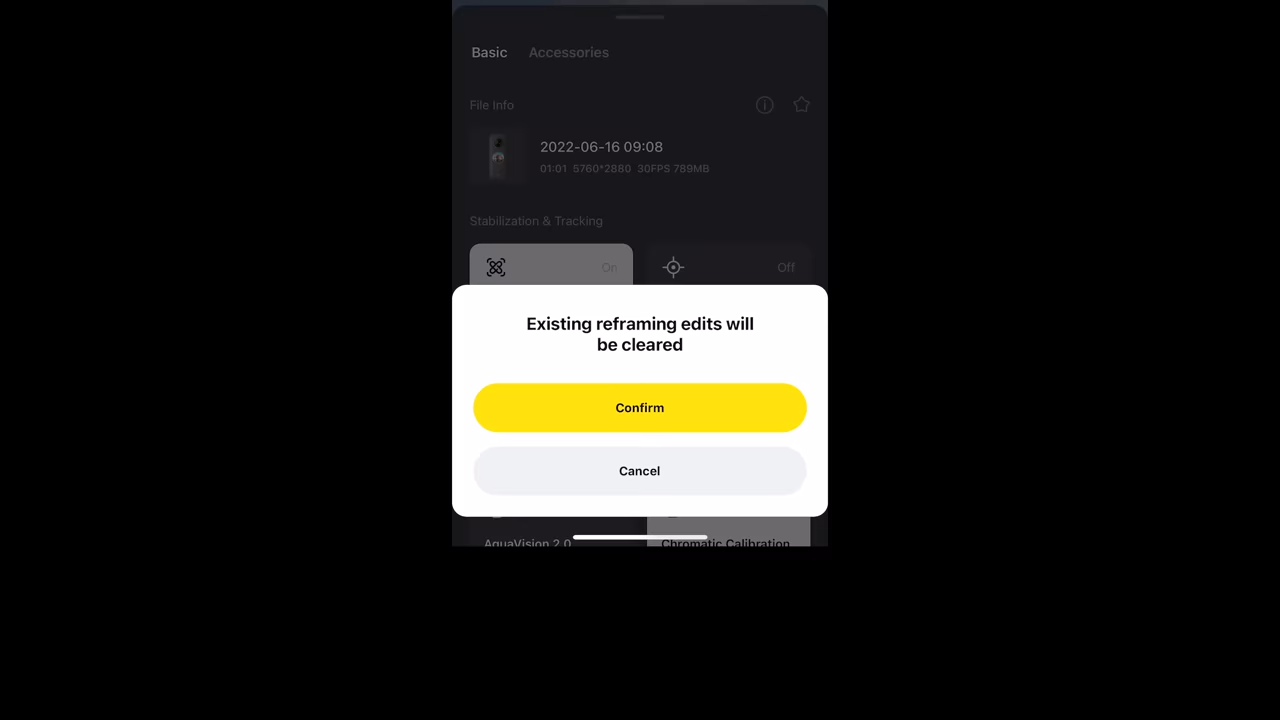 Basic Accessories
File Info
2022-06-16 09:08
01:01 5760*2880 30FPS 789MB
Stabilization & Tracking
On Off
Existing reframing edits will
be cleared
Confirm
Cancel
AquaVision 2.0 Chromatic Calibration